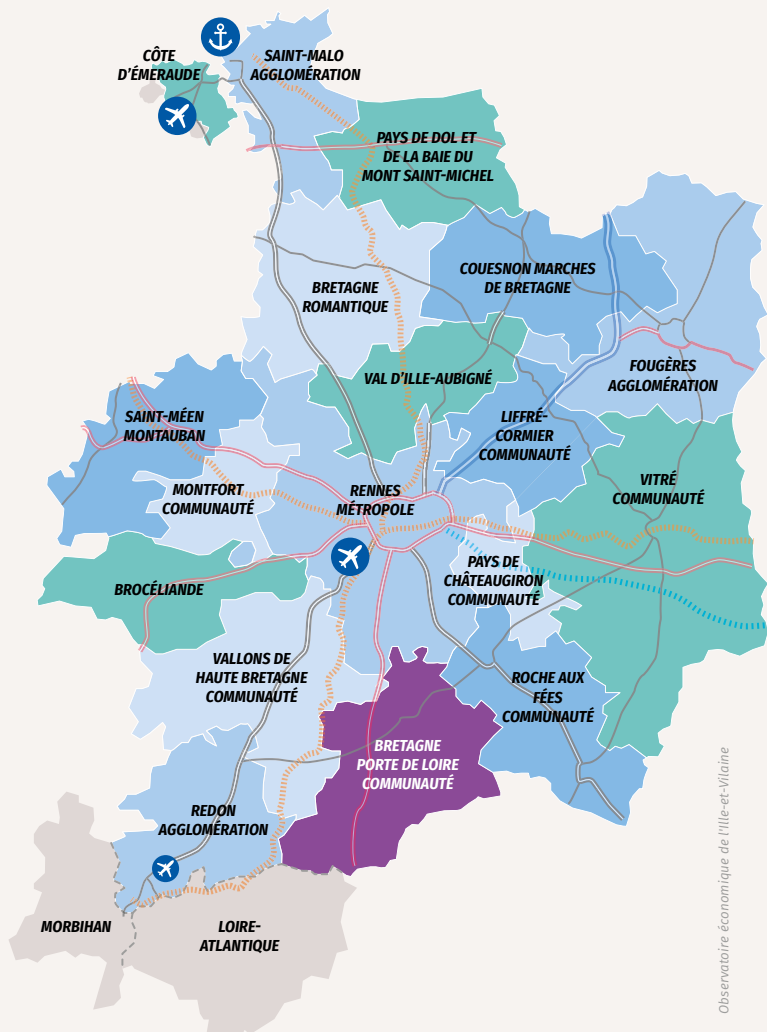 CÔTE
D'ÉMERAUDE
SAINT-MALO
AGGLOMÉRATION
PAYS DE DOL ET
DE LA BAIE DU
MONT SAINT-MICHEL
BRETAGNE
ROMANTIQUE
COUESNON MARCHES
DE BRETAGNE
VAL D'ILLE-AUBIGNÉ
FOUGÈRES
AGGLOMÉRATION
SAINT-MÉEN
MONTAUBAN
LIFFRÉ-
CORMIER
COMMUNAUTÉ
MONTFORT
COMMUNAUTÉ
RENNES
MÉTROPOLE
VITRÉ
COMMUNAUTÉ
BROCÉLIANDE
PAYS DE
CHÂTEAUGIRON
COMMUNAUTÉ
VALLONS DE
HAUTE BRETAGNE
COMMUNAUTÉ
ROCHE AUX
FÉES
COMMUNAUTÉ
BRETAGNE
PORTE DE LOIRE
COMMUNAUTÉ
REDON
AGGLOMÉRATION
MORBIHAN
LOIRE-
ATLANTIQUE
Observatoire économique de l'Ille-et-Vilaine